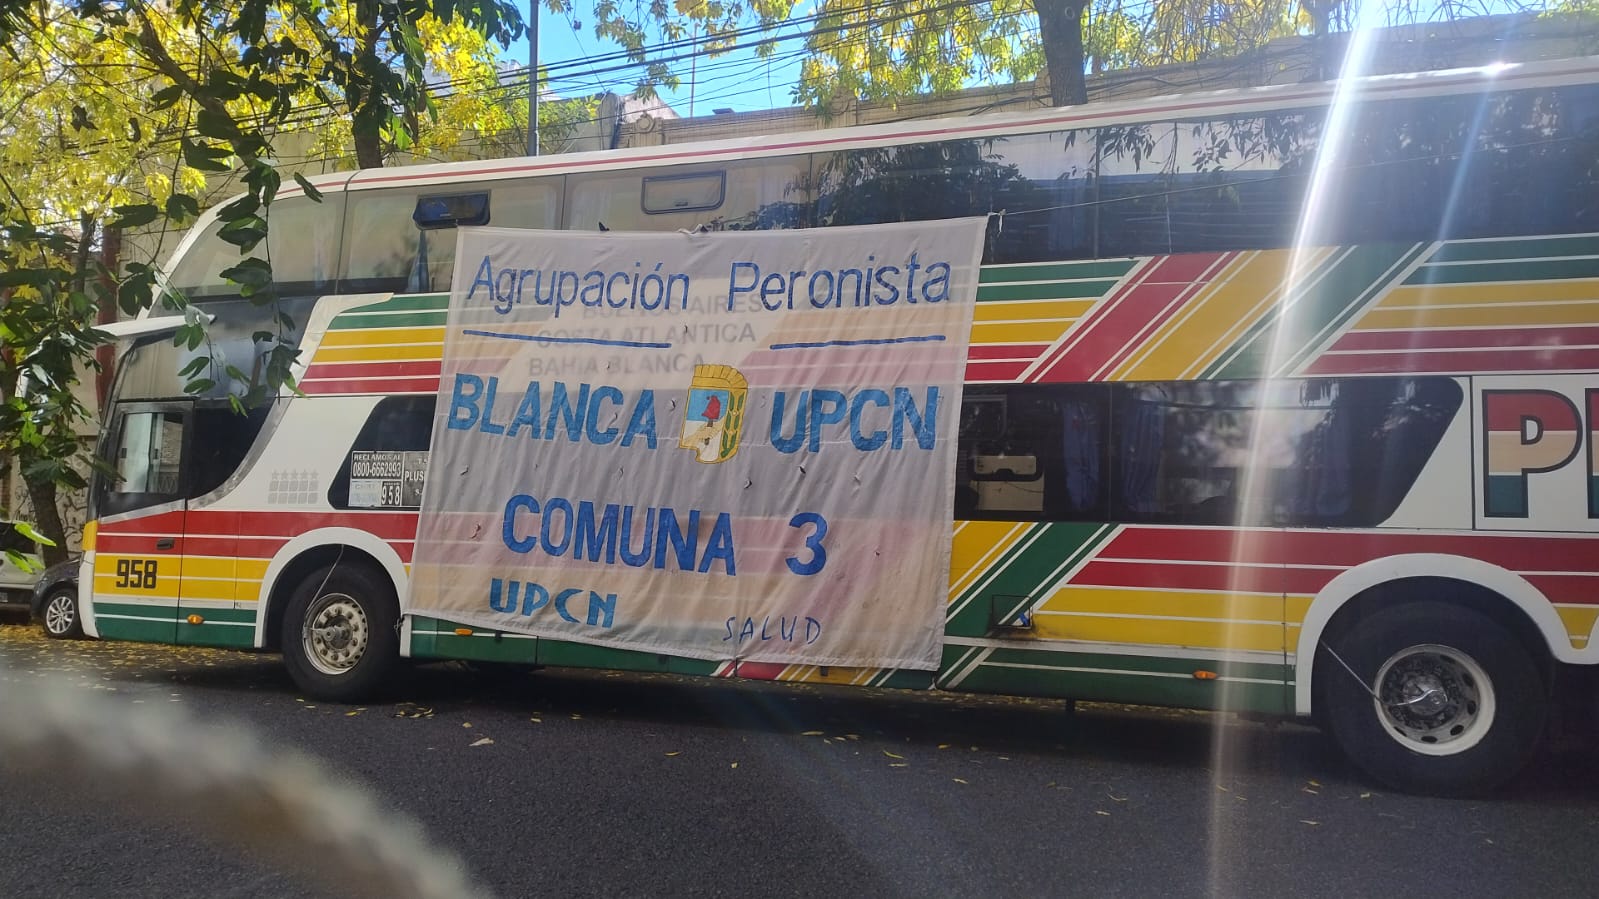 Agrupación Peronista
BUENOS AIRES
COSTA ATLANTICA
BAHIA BLANCA
BLANCA UPCN
COMUNA 3
UPCN SALUD
RECLAMOS AL
0800-6662993
958
PLUS
958